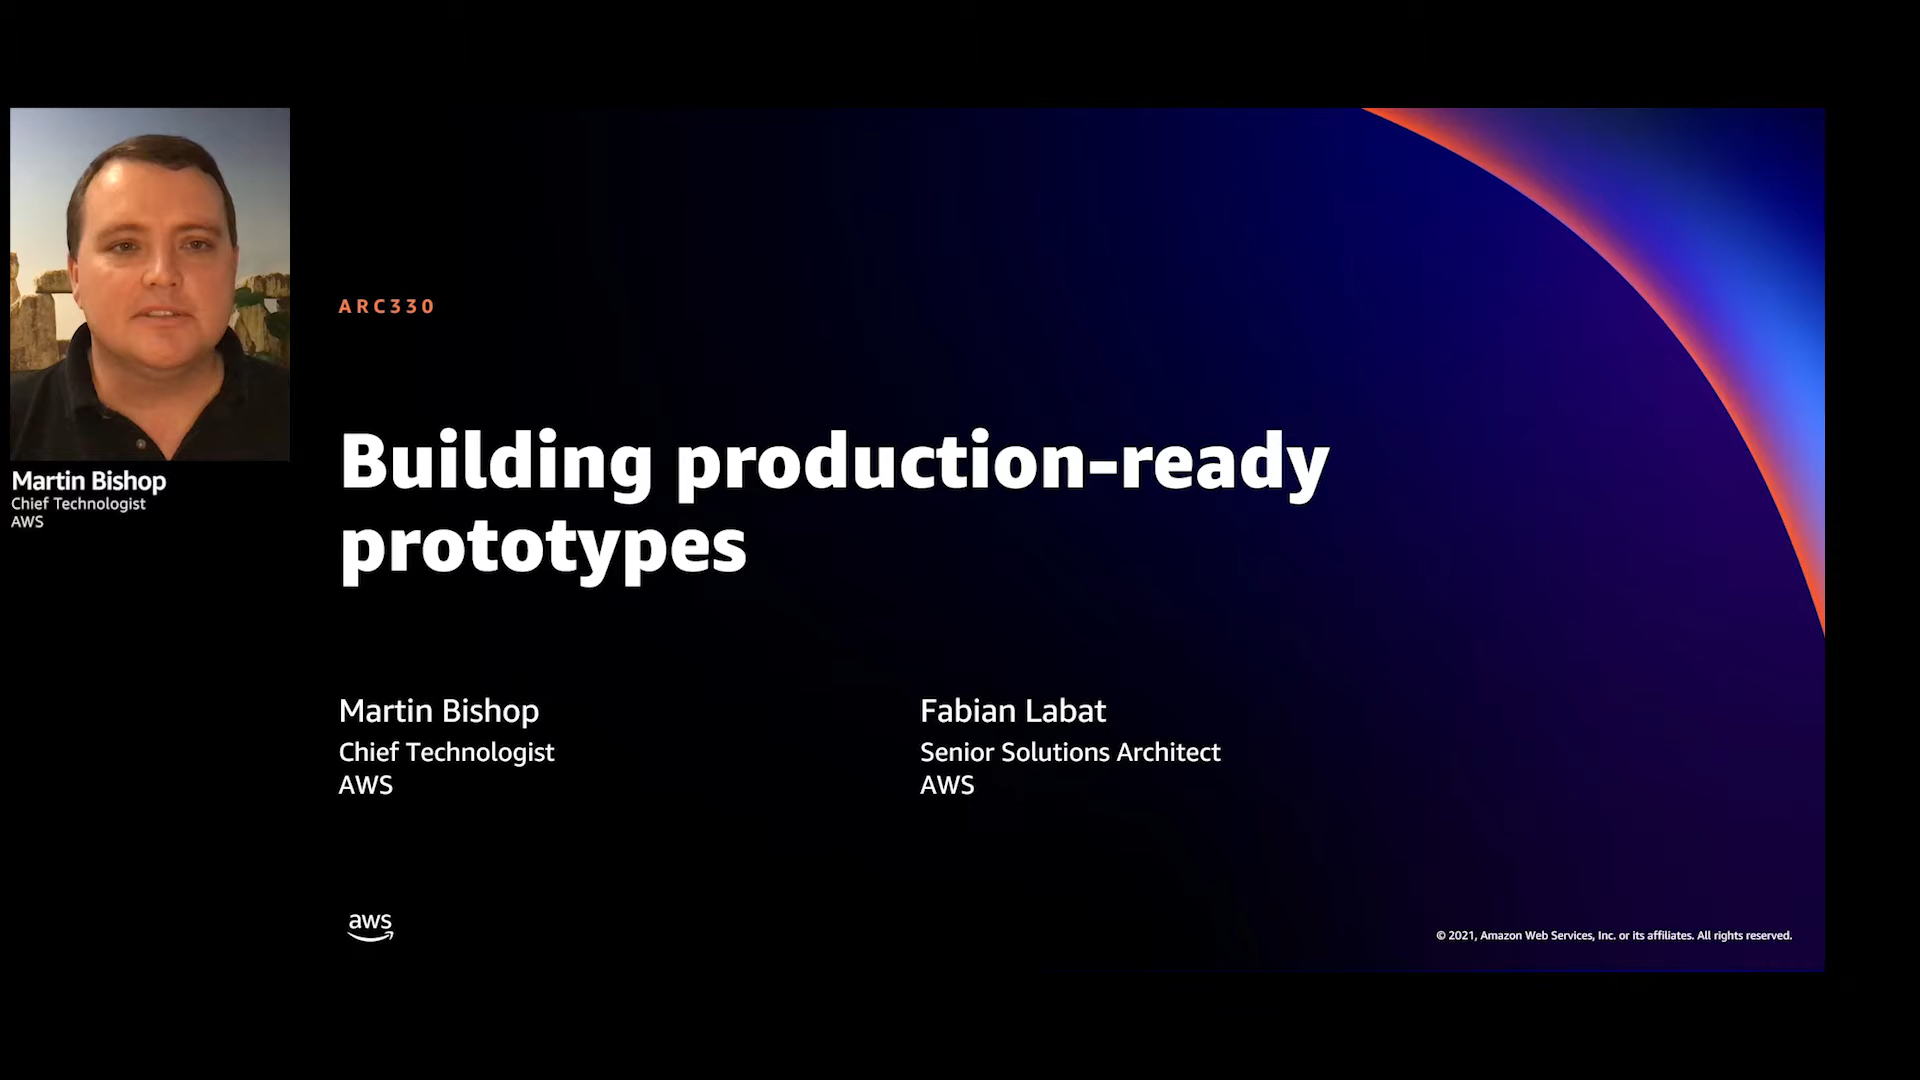 Martin Bishop
Chief Technologist
AWS
ARC330
Building production-ready
prototypes
Martin Bishop
Chief Technologist
AWS
Fabian Labat
Senior Solutions Architect
AWS
aws
© 2021, Amazon Web Services, Inc. or its affiliates. All rights reserved.